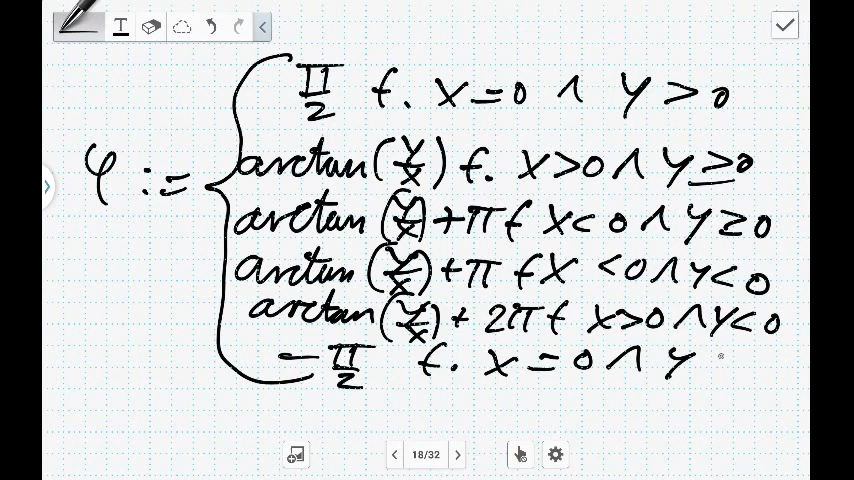 T
π/2 f. x=0 ∧ y>0
φ := arctan(y/x) f. x>0 ∧ y≥0
arctan(y/x)+π f x<0 ∧ y≥0
arctan(y/x)+π f x<0 ∧ y<0
arctan(y/x)+2π f x>0 ∧ y<0
-π/2 f. x=0 ∧ y
18/32